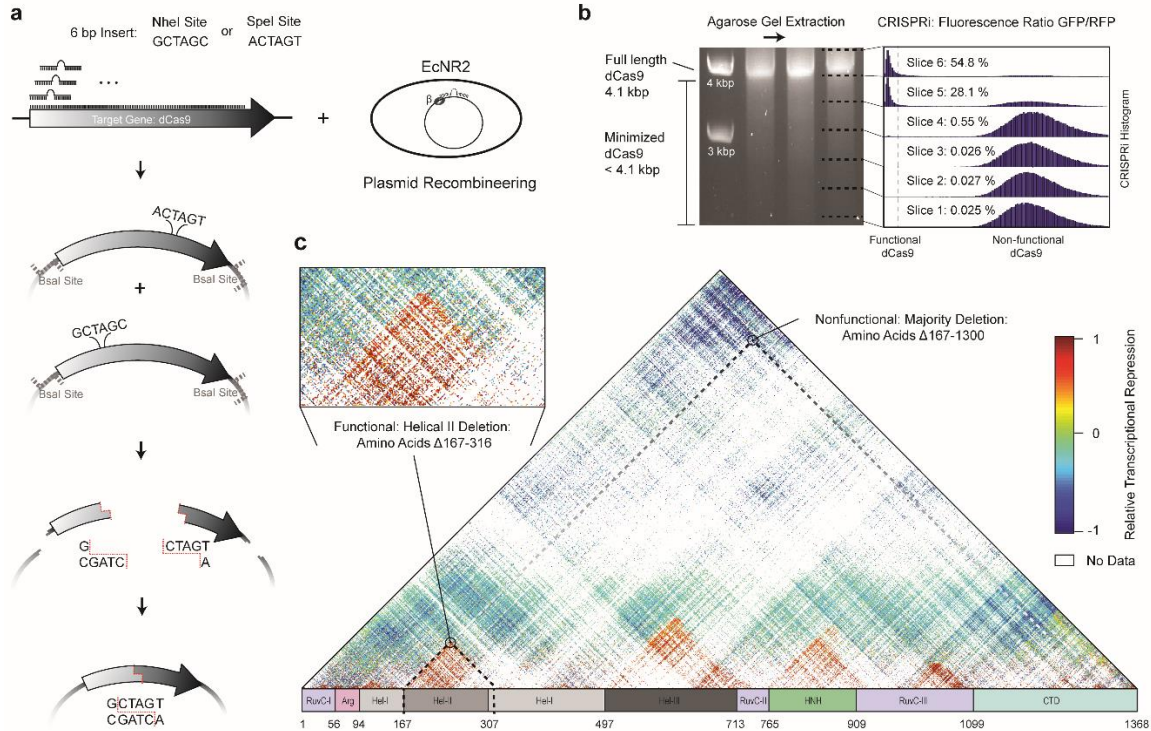 a
6 bp Insert:
NheI Site
GCTAGC
or
SpeI Site
ACTAGT
...
Target Gene: dCas9
+
EcNR2
β
Plasmid Recombineering
ACTAGT
BsaI Site
BsaI Site
+
GCTAGC
BsaI Site
BsaI Site
G
CGATC
CTAGT
A
GCTAGT
CGATCA
b
Agarose Gel Extraction
CRISPRi: Fluorescence Ratio GFP/RFP
Full length
dCas9
4.1 kbp
Minimized
dCas9
< 4.1 kbp
4 kbp
3 kbp
Slice 6: 54.8 %
Slice 5: 28.1 %
Slice 4: 0.55 %
Slice 3: 0.026 %
Slice 2: 0.027 %
Slice 1: 0.025 %
CRISPRi Histogram
Functional
dCas9
Non-functional
dCas9
c
Functional: Helical II Deletion:
Amino Acids Δ167-316
Nonfunctional: Majority Deletion:
Amino Acids Δ167-1300
1
0
-1
Relative Transcriptional Repression
No Data
RuvC-I Arg Hel-I Hel-II Hel-I Hel-III RuvC-II HNH RuvC-III CTD
1 56 94 167 307 497 713 765 909 1099 1368